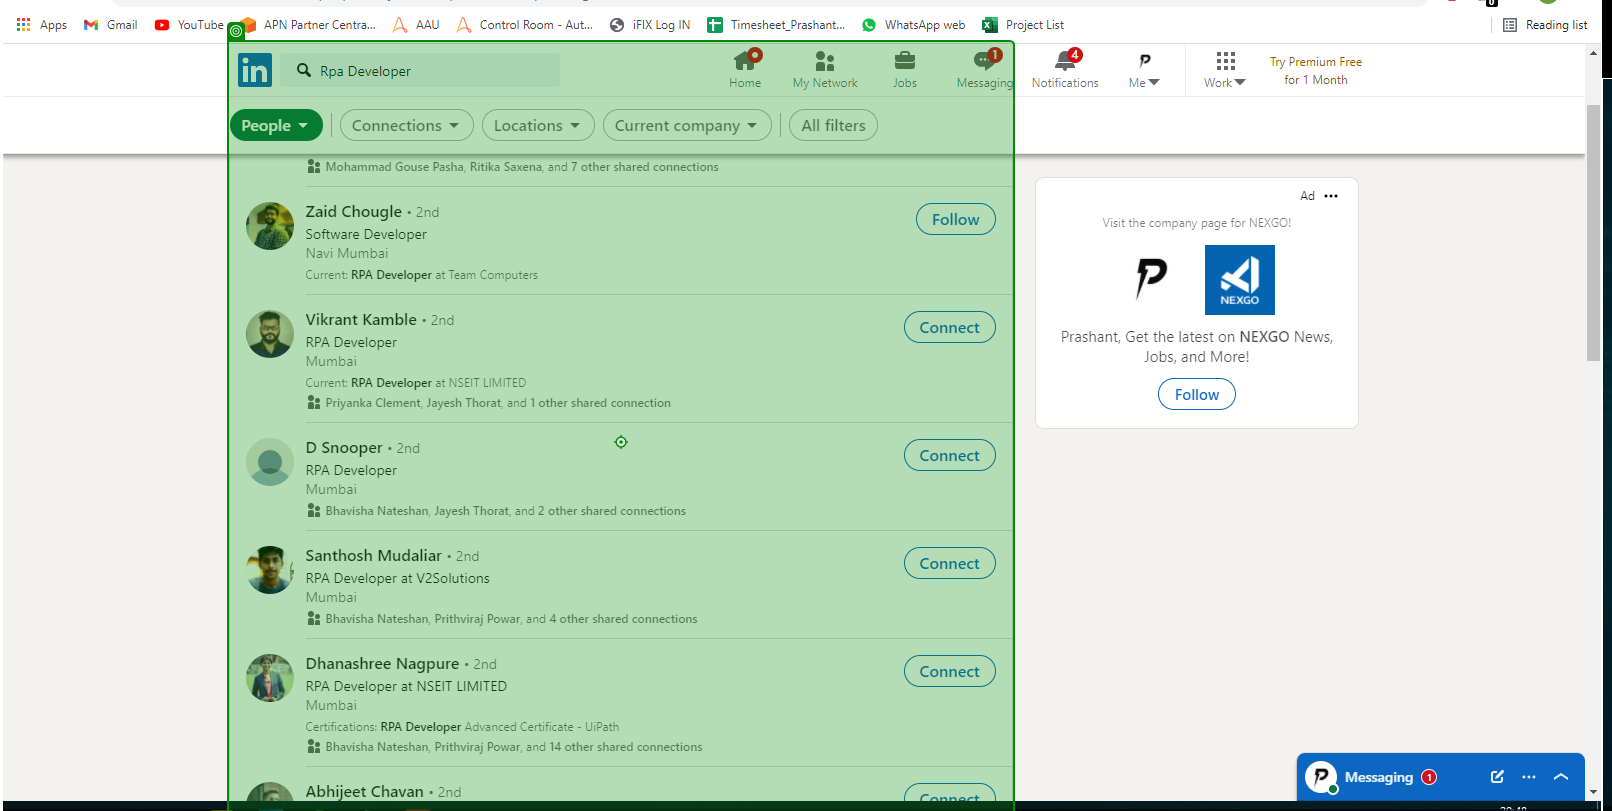 Apps Gmail YouTube APN Partner Centra... AAU Control Room - Aut... iFIX Log IN Timesheet_Prashant... WhatsApp web Project List Reading list
in Rpa Developer Home My Network Jobs 1 Messaging 4 Notifications Me Work Try Premium Free
for 1 Month
People Connections Locations Current company All filters
Mohammad Gouse Pasha, Ritika Saxena, and 7 other shared connections
Zaid Chougle • 2nd
Software Developer
Navi Mumbai
Current: RPA Developer at Team Computers
Follow
Vikrant Kamble • 2nd
RPA Developer
Mumbai
Current: RPA Developer at NSEIT LIMITED
Priyanka Clement, Jayesh Thorat, and 1 other shared connection
Connect
D Snooper • 2nd
RPA Developer
Mumbai
Bhavisha Nateshan, Jayesh Thorat, and 2 other shared connections
Connect
Santhosh Mudaliar • 2nd
RPA Developer at V2Solutions
Mumbai
Bhavisha Nateshan, Prithviraj Powar, and 4 other shared connections
Connect
Dhanashree Nagpure • 2nd
RPA Developer at NSEIT LIMITED
Mumbai
Certifications: RPA Developer Advanced Certificate - UiPath
Bhavisha Nateshan, Prithviraj Powar, and 14 other shared connections
Connect
Abhijeet Chavan • 2nd
Connect
Ad •••
Visit the company page for NEXGO!
NEXGO
Prashant, Get the latest on NEXGO News,
Jobs, and More!
Follow
Messaging 1